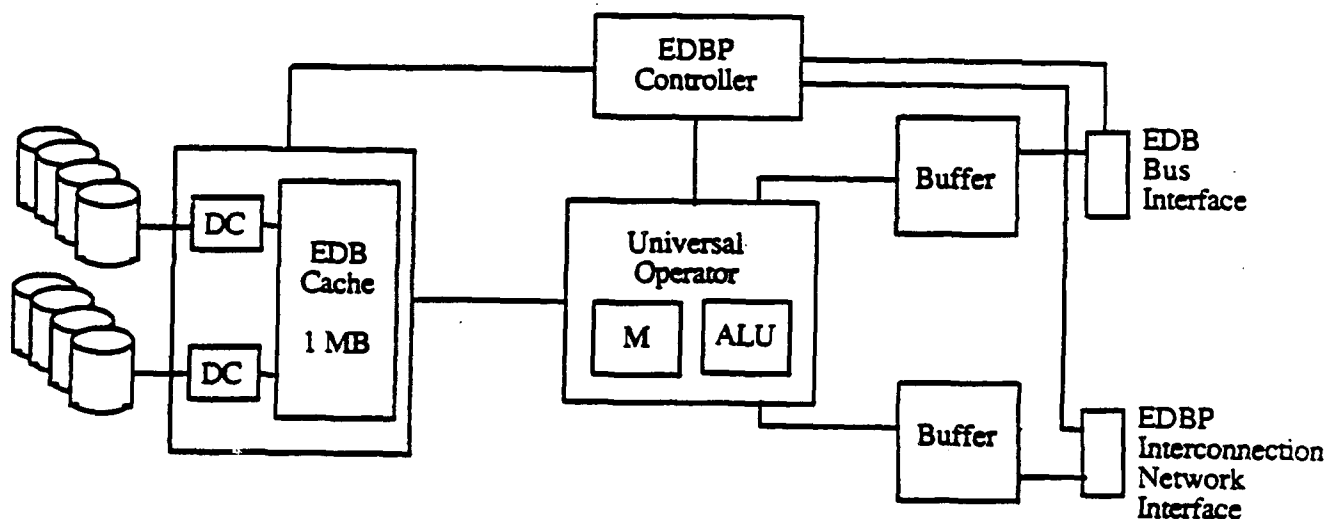 EDBP
Controller
EDB
Bus
Interface
Buffer
DC
EDB
Cache
1 MB
DC
Universal
Operator
M
ALU
Buffer
EDBP
Interconnection
Network
Interface